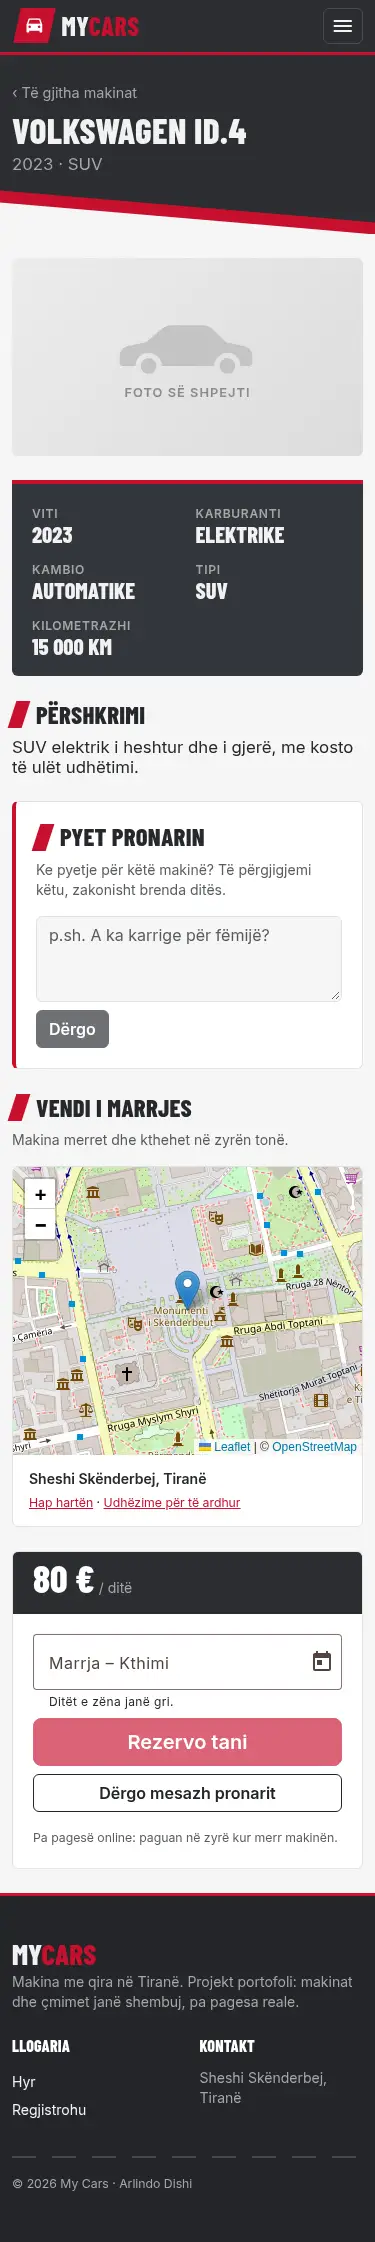 MYCARS
‹ Të gjitha makinat
VOLKSWAGEN ID.4
2023 · SUV
FOTO SË SHPEJTI
VITI
2023
KARBURANTI
ELEKTRIKE
KAMBIO
AUTOMATIKE
TIPI
SUV
KILOMETRAZHI
15 000 KM
PËRSHKRIMI
SUV elektrik i heshtur dhe i gjerë, me kosto
të ulët udhëtimi.
PYET PRONARIN
Ke pyetje për këtë makinë? Të përgjigjemi
këtu, zakonisht brenda ditës.
p.sh. A ka karrige për fëmijë?
Dërgo
VENDI I MARRJES
Makina merret dhe kthehet në zyrën tonë.
+
−
Rruga 28 Nëntori
Monumenti
i Skënderbeut
Rruga Abdi Toptani
a Çamëria
Shëtitorja Murat Toptani
Rruga Myslym Shyri
Leaflet | © OpenStreetMap
Sheshi Skënderbej, Tiranë
Hap hartën · Udhëzime për të ardhur
80 € / ditë
Marrja – Kthimi
Ditët e zëna janë gri.
Rezervo tani
Dërgo mesazh pronarit
Pa pagesë online: paguan në zyrë kur merr makinën.
MYCARS
Makina me qira në Tiranë. Projekt portofoli: makinat
dhe çmimet janë shembuj, pa pagesa reale.
LLOGARIA
Hyr
Regjistrohu
KONTAKT
Sheshi Skënderbej,
Tiranë
© 2026 My Cars · Arlindo Dishi